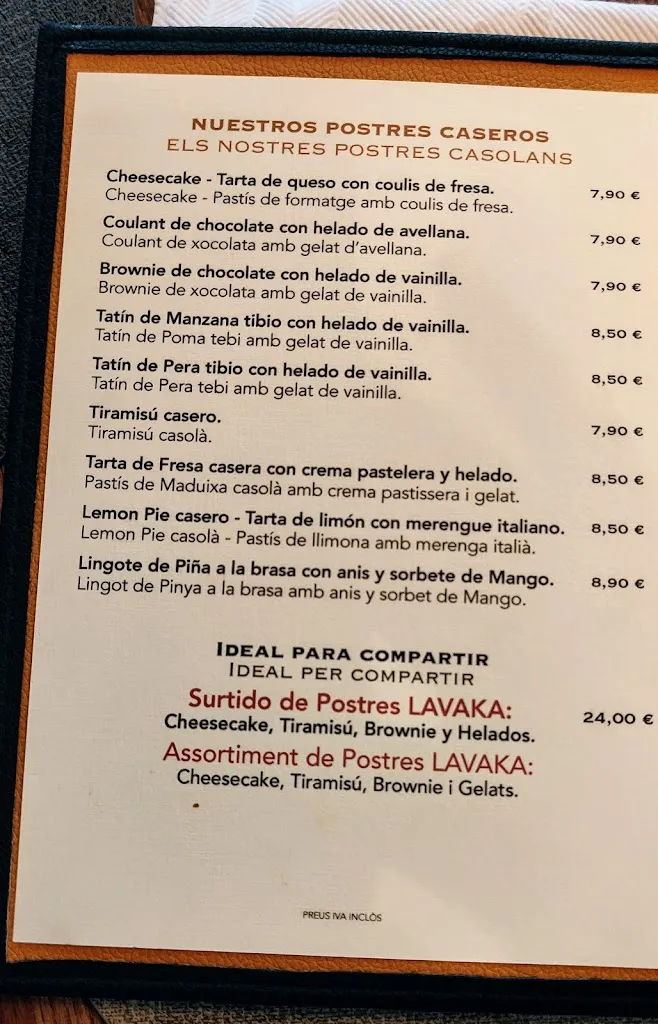 NUESTROS POSTRES CASEROS
ELS NOSTRES POSTRES CASOLANS
Cheesecake - Tarta de queso con coulis de fresa. 7,90 €
Cheesecake - Pastís de formatge amb coulis de fresa.
Coulant de chocolate con helado de avellana. 7,90 €
Coulant de xocolata amb gelat d'avellana.
Brownie de chocolate con helado de vainilla. 7,90 €
Brownie de xocolata amb gelat de vainilla.
Tatín de Manzana tibio con helado de vainilla. 8,50 €
Tatín de Poma tebi amb gelat de vainilla.
Tatín de Pera tibio con helado de vainilla. 8,50 €
Tatín de Pera tebi amb gelat de vainilla.
Tiramisú casero. 7,90 €
Tiramisú casolà.
Tarta de Fresa casera con crema pastelera y helado. 8,50 €
Pastís de Maduixa casolà amb crema pastissera i gelat.
Lemon Pie casero - Tarta de limón con merengue italiano. 8,50 €
Lemon Pie casolà - Pastís de llimona amb merenga italià.
Lingote de Piña a la brasa con anis y sorbete de Mango. 8,90 €
Lingot de Pinya a la brasa amb anis y sorbet de Mango.
IDEAL PARA COMPARTIR
IDEAL PER COMPARTIR
Surtido de Postres LAVAKA: 24,00 €
Cheesecake, Tiramisú, Brownie y Helados.
Assortiment de Postres LAVAKA:
Cheesecake, Tiramisú, Brownie i Gelats.
PREUS IVA INCLÒS